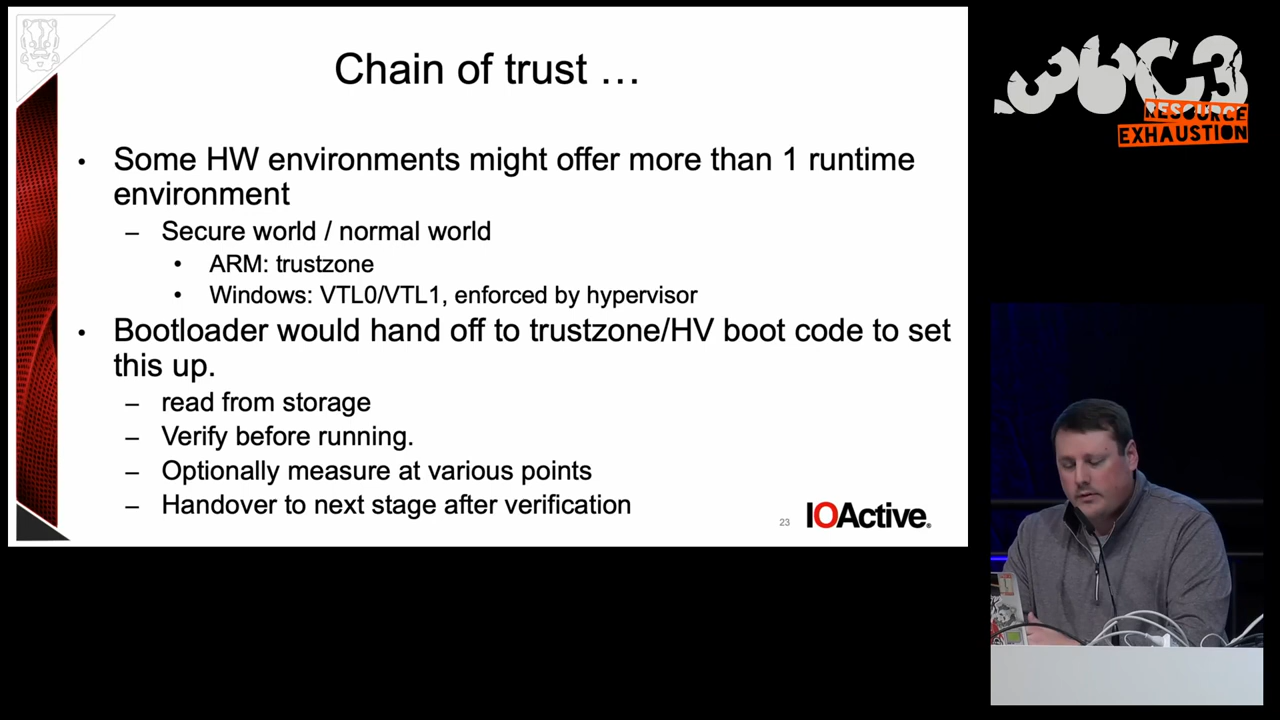 Chain of trust ...
• Some HW environments might offer more than 1 runtime
environment
– Secure world / normal world
• ARM: trustzone
• Windows: VTL0/VTL1, enforced by hypervisor
• Bootloader would hand off to trustzone/HV boot code to set
this up.
– read from storage
– Verify before running.
– Optionally measure at various points
– Handover to next stage after verification
23
IOActive.
36C3
RESOURCE
EXHAUSTION